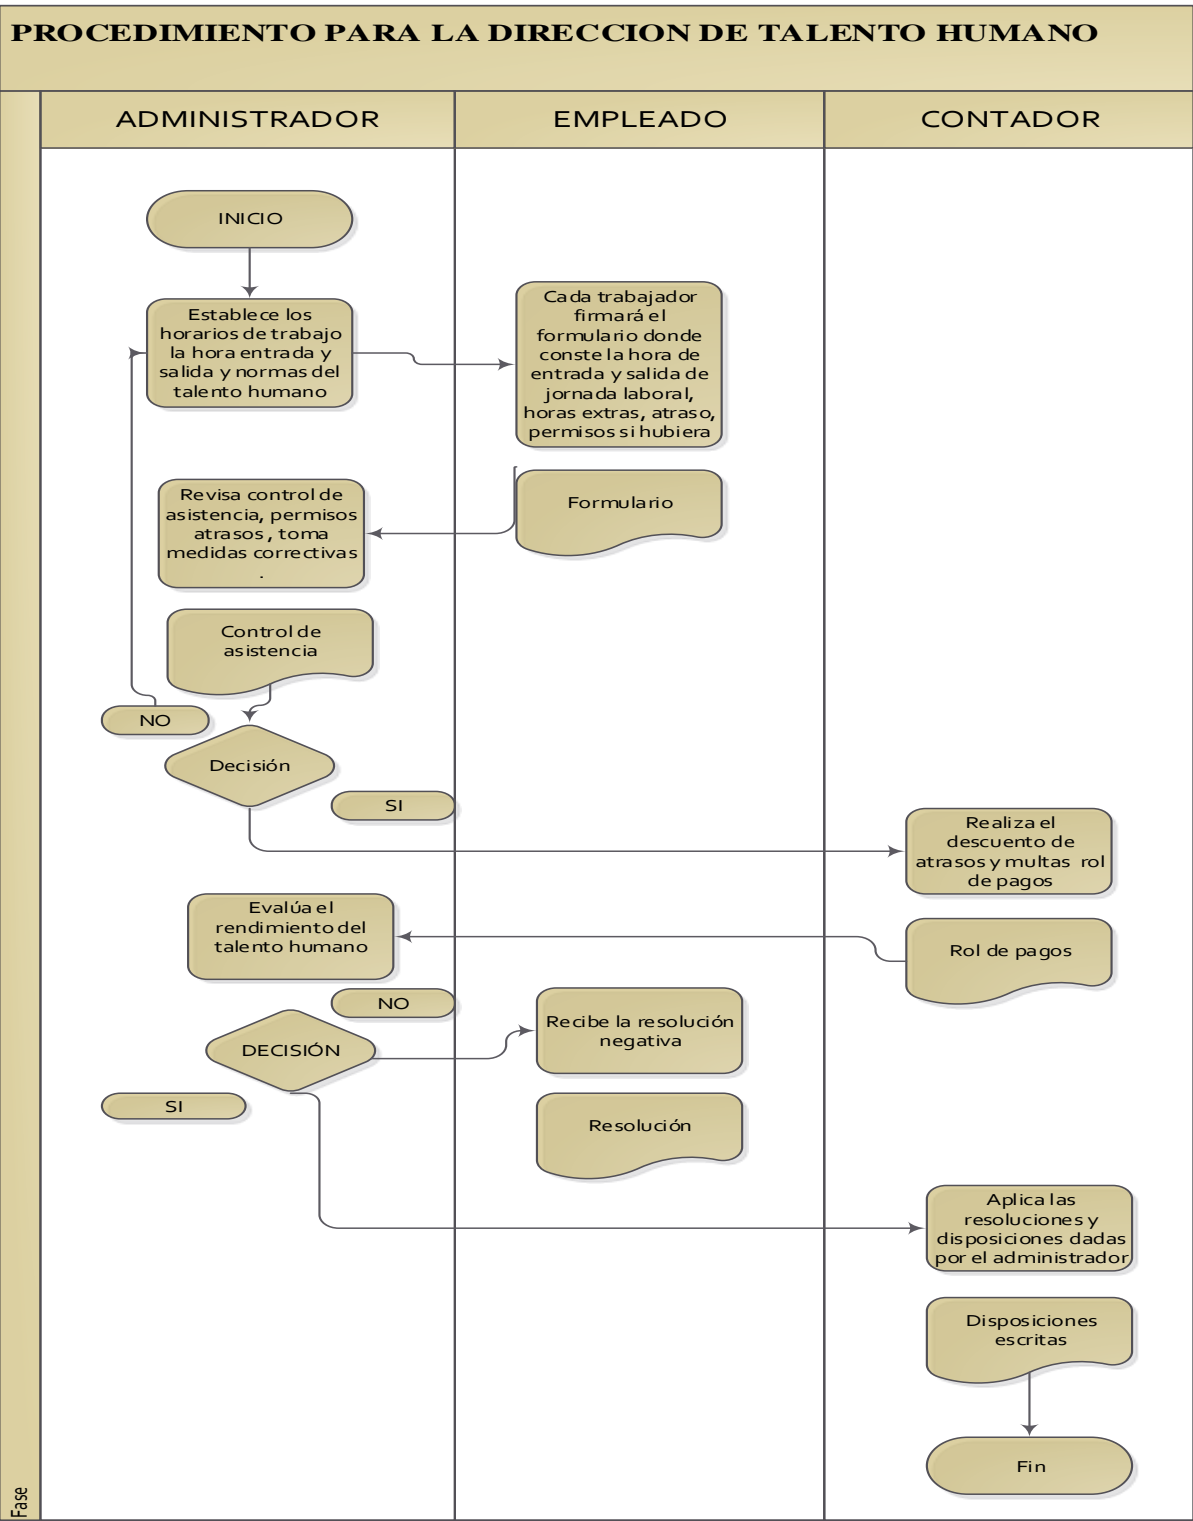 PROCEDIMIENTO PARA LA DIRECCION DE TALENTO HUMANO
ADMINISTRADOR
EMPLEADO
CONTADOR
INICIO
Establece los
horarios de trabajo
la hora entrada y
salida y normas del
talento humano
Cada trabajador
firmará el
formulario donde
conste la hora de
entrada y salida de
jornada laboral,
horas extras, atraso,
permisos si hubiera
Formulario
Revisa control de
asistencia, permisos
atrasos , toma
medidas correctivas
.
Control de
asistencia
NO
Decisión
SI
Realiza el
descuento de
atrasos y multas rol
de pagos
Evalúa el
rendimiento del
talento humano
Rol de pagos
NO
DECISIÓN
Recibe la resolución
negativa
SI
Resolución
Aplica las
resoluciones y
disposiciones dadas
por el administrador
Disposiciones
escritas
Fin
Fase